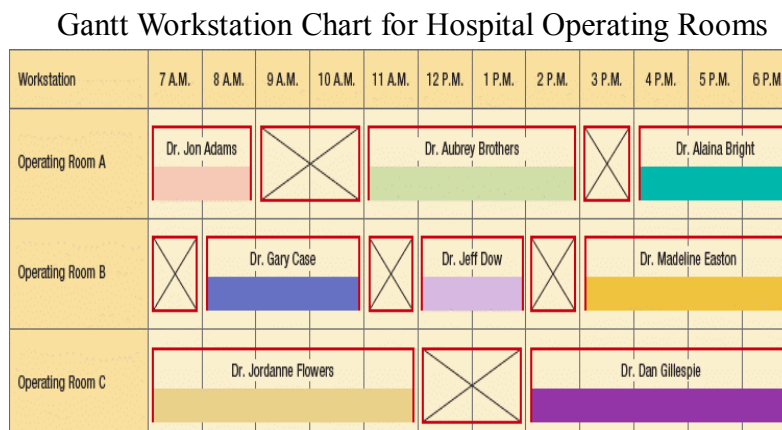 Gantt Workstation Chart for Hospital Operating Rooms
Workstation 7 A.M. 8 A.M. 9 A.M. 10 A.M. 11 A.M. 12 P.M. 1 P.M. 2 P.M. 3 P.M. 4 P.M. 5 P.M. 6 P.M.
Operating Room A Dr. Jon Adams Dr. Aubrey Brothers Dr. Alaina Bright
Operating Room B Dr. Gary Case Dr. Jeff Dow Dr. Madeline Easton
Operating Room C Dr. Jordanne Flowers Dr. Dan Gillespie